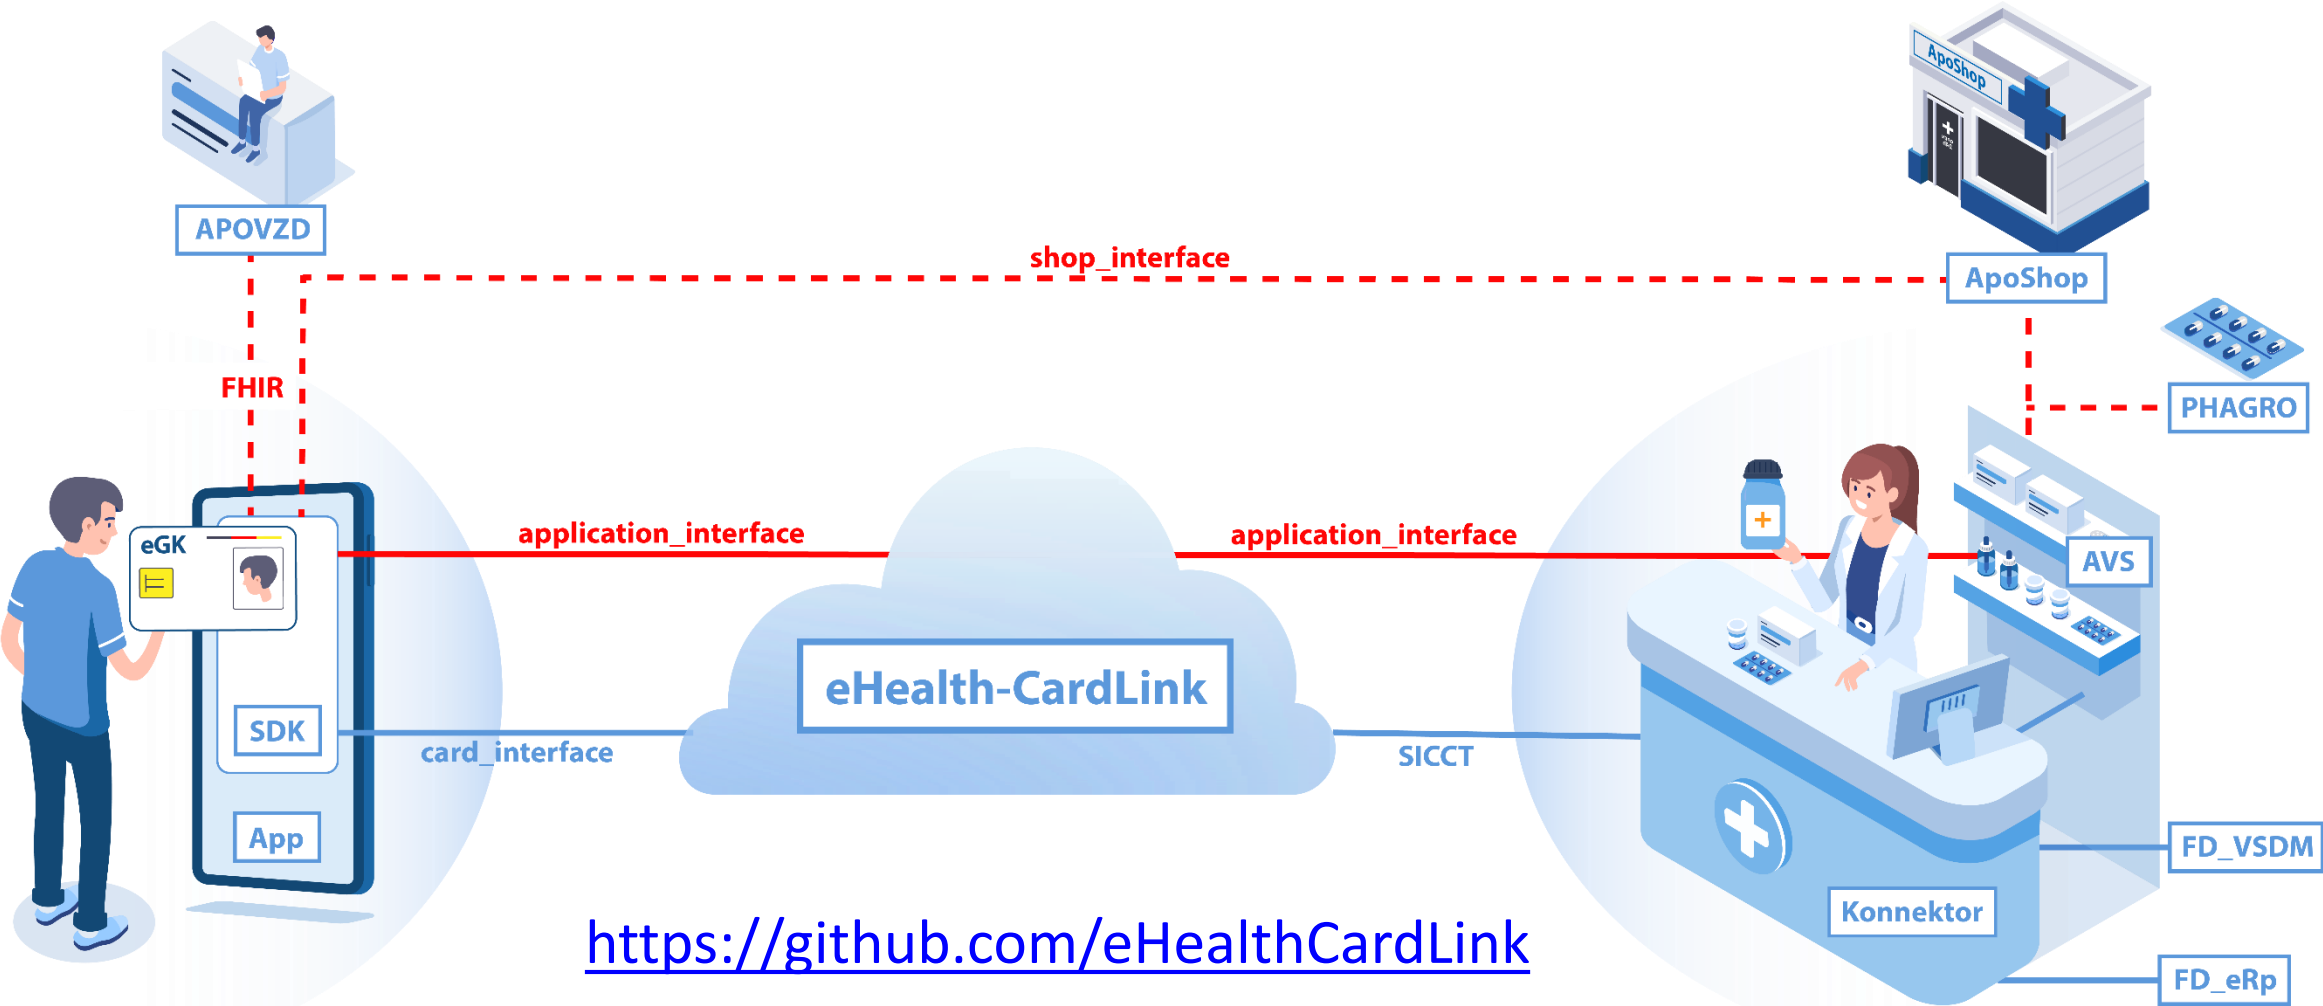 ApoShop
APOVZD
shop_interface
ApoShop
FHIR
PHAGRO
application_interface
application_interface
eGK
AVS
eHealth-CardLink
SDK
card_interface
SICCT
App
FD_VSDM
Konnektor
https://github.com/eHealthCardLink
FD_eRp